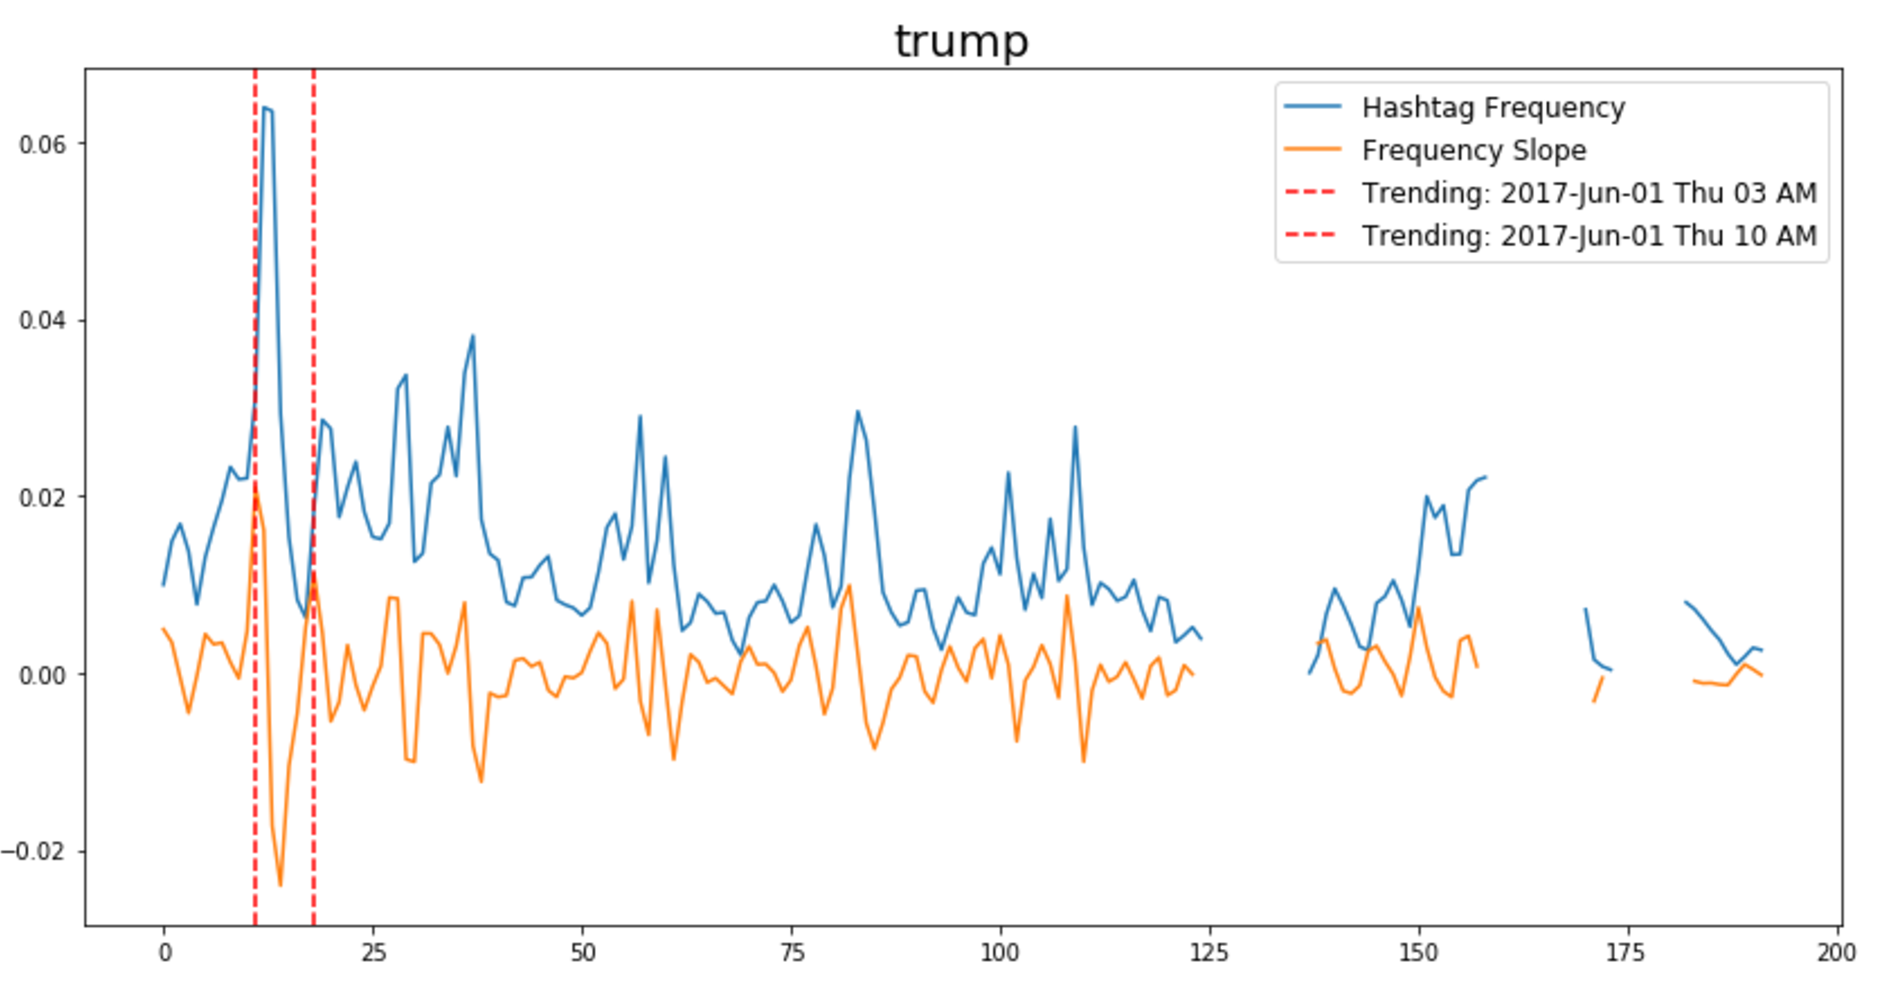 trump
Hashtag Frequency
Frequency Slope
Trending: 2017-Jun-01 Thu 03 AM
Trending: 2017-Jun-01 Thu 10 AM
0.06
0.04
0.02
0.00
−0.02
0 25 50 75 100 125 150 175 200